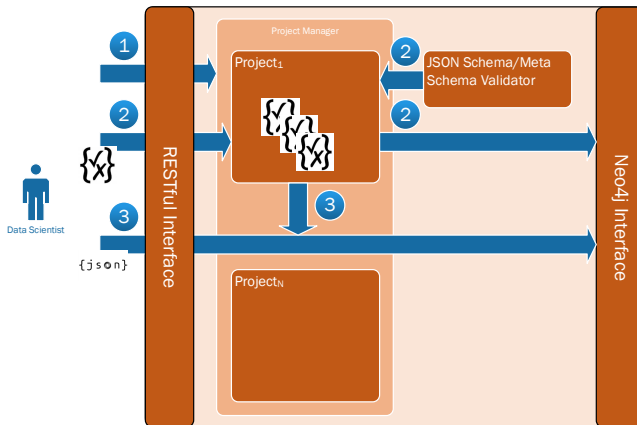 Project Manager
1
Project1
2
JSON Schema/Meta
Schema Validator
2
2
{√x}
RESTful Interface
Neo4j Interface
Data Scientist
3
3
{json}
ProjectN